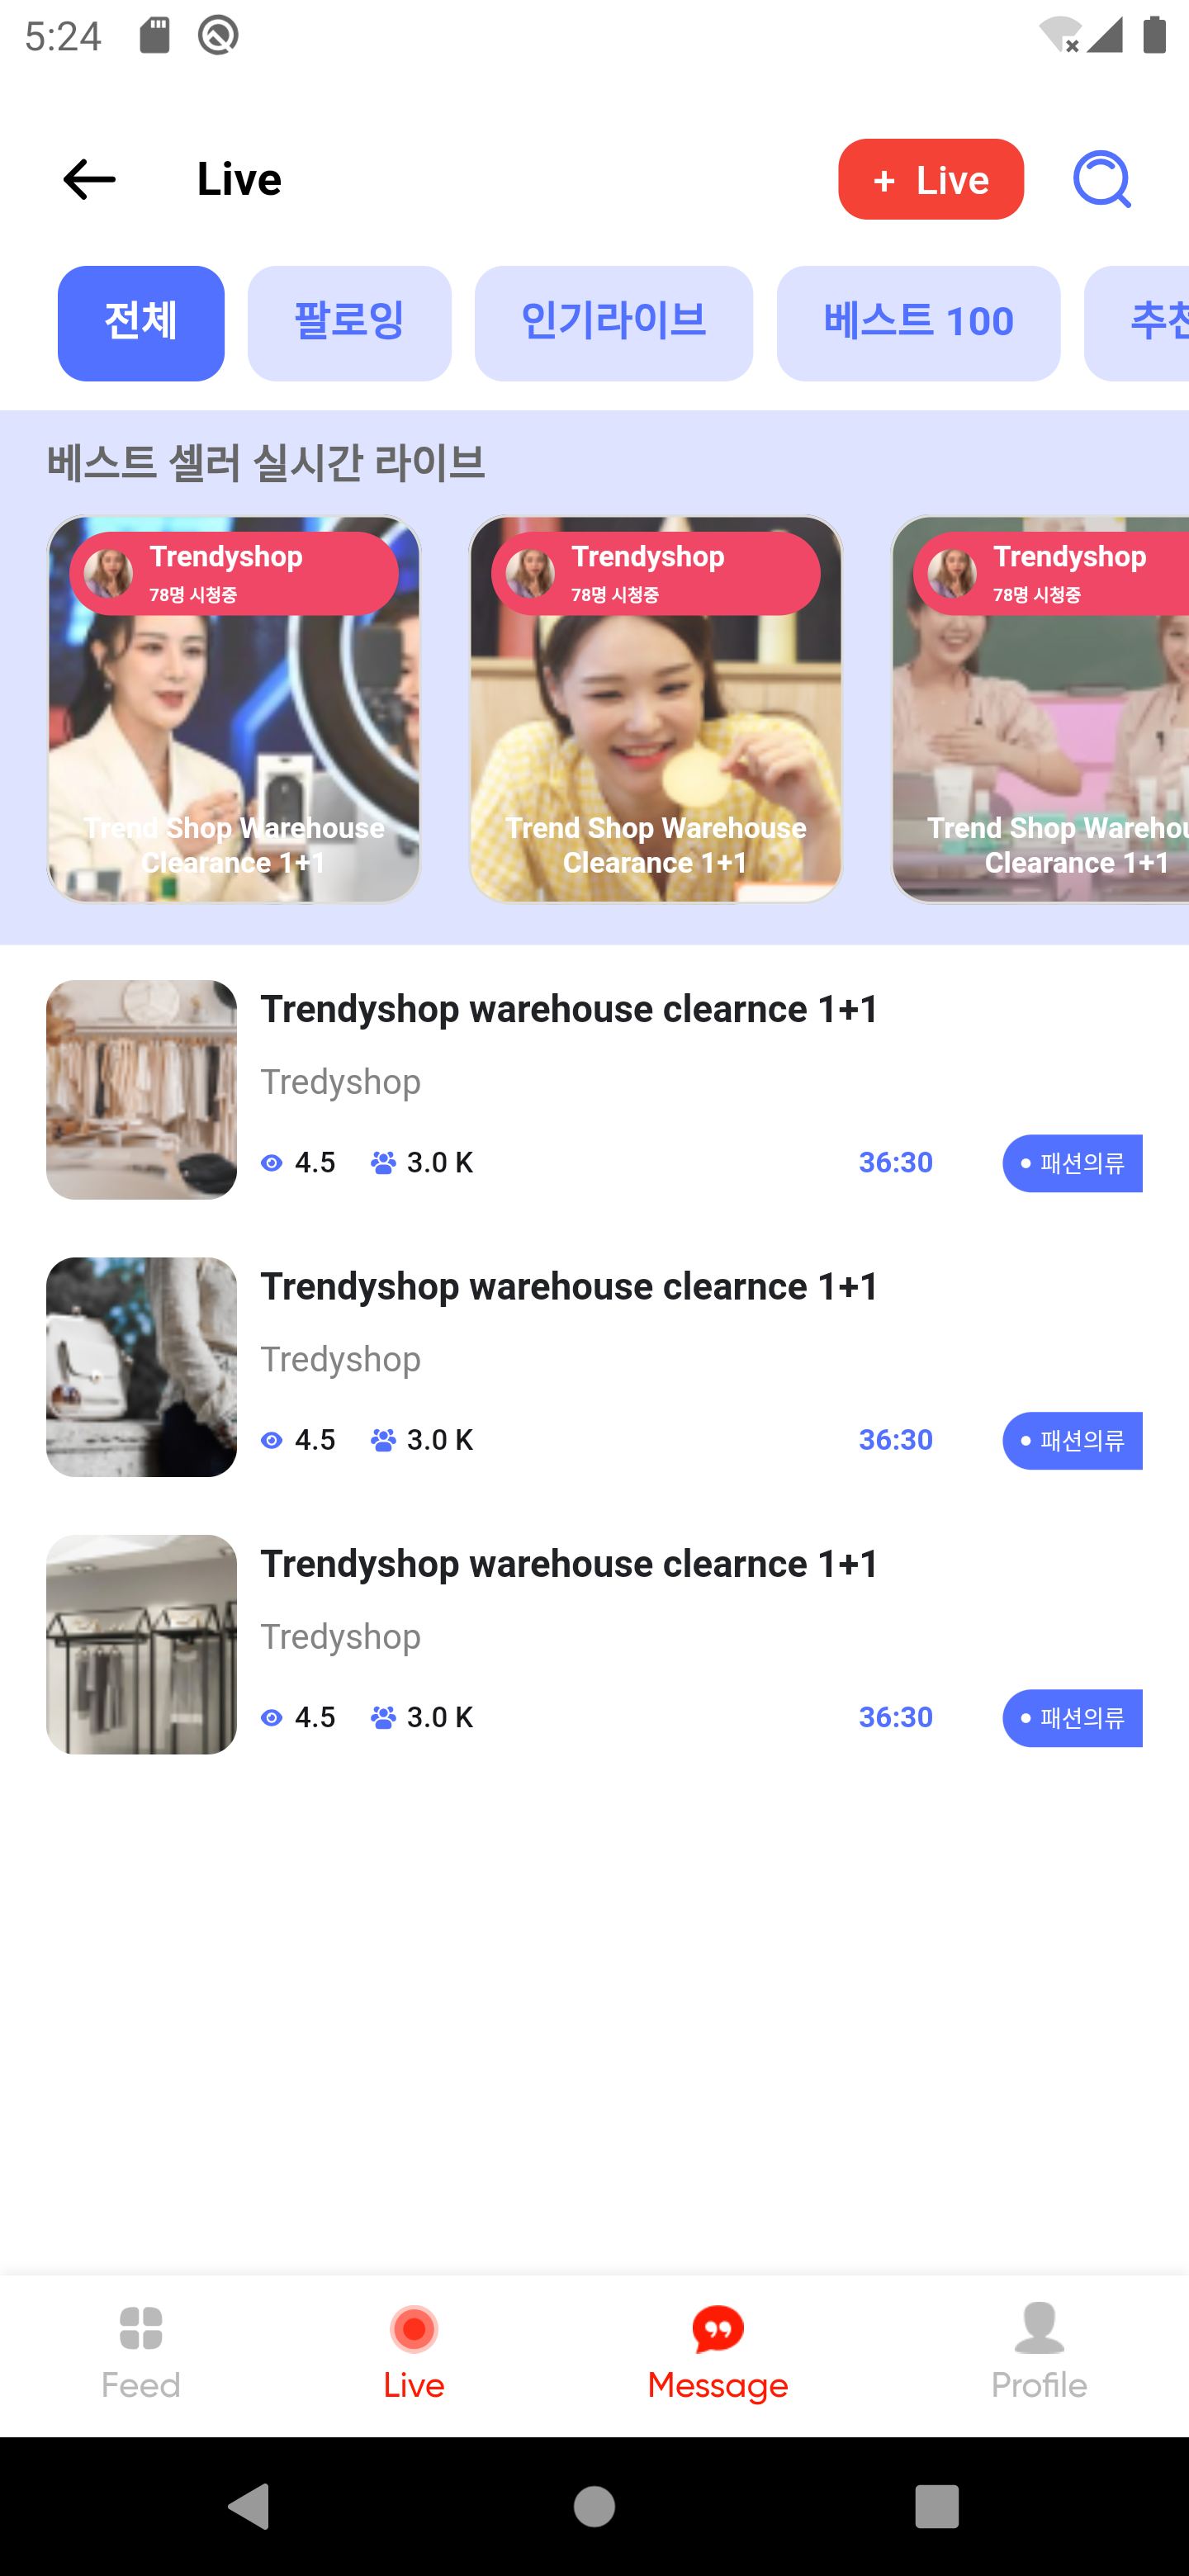 5:24
Live
+ Live
전체
팔로잉
인기라이브
베스트 100
베스트 셀러 실시간 라이브
Trendyshop
78명 시청중
Trend Shop Warehouse
Clearance 1+1
Trendyshop
78명 시청중
Trend Shop Warehouse
Clearance 1+1
Trendyshop
78명 시청중
Trend Shop
Clearance 1+1
Trendyshop warehouse clearnce 1+1
Tredyshop
4.5
3.0 K
36:30
패션의류
Trendyshop warehouse clearnce 1+1
Tredyshop
4.5
3.0 K
36:30
패션의류
Trendyshop warehouse clearnce 1+1
Tredyshop
4.5
3.0 K
36:30
패션의류
Feed
Live
Message
Profile